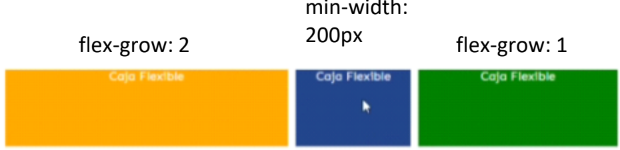 flex-grow: 2
min-width:
200px
flex-grow: 1
Caja Flexible
Caja Flexible
Caja Flexible